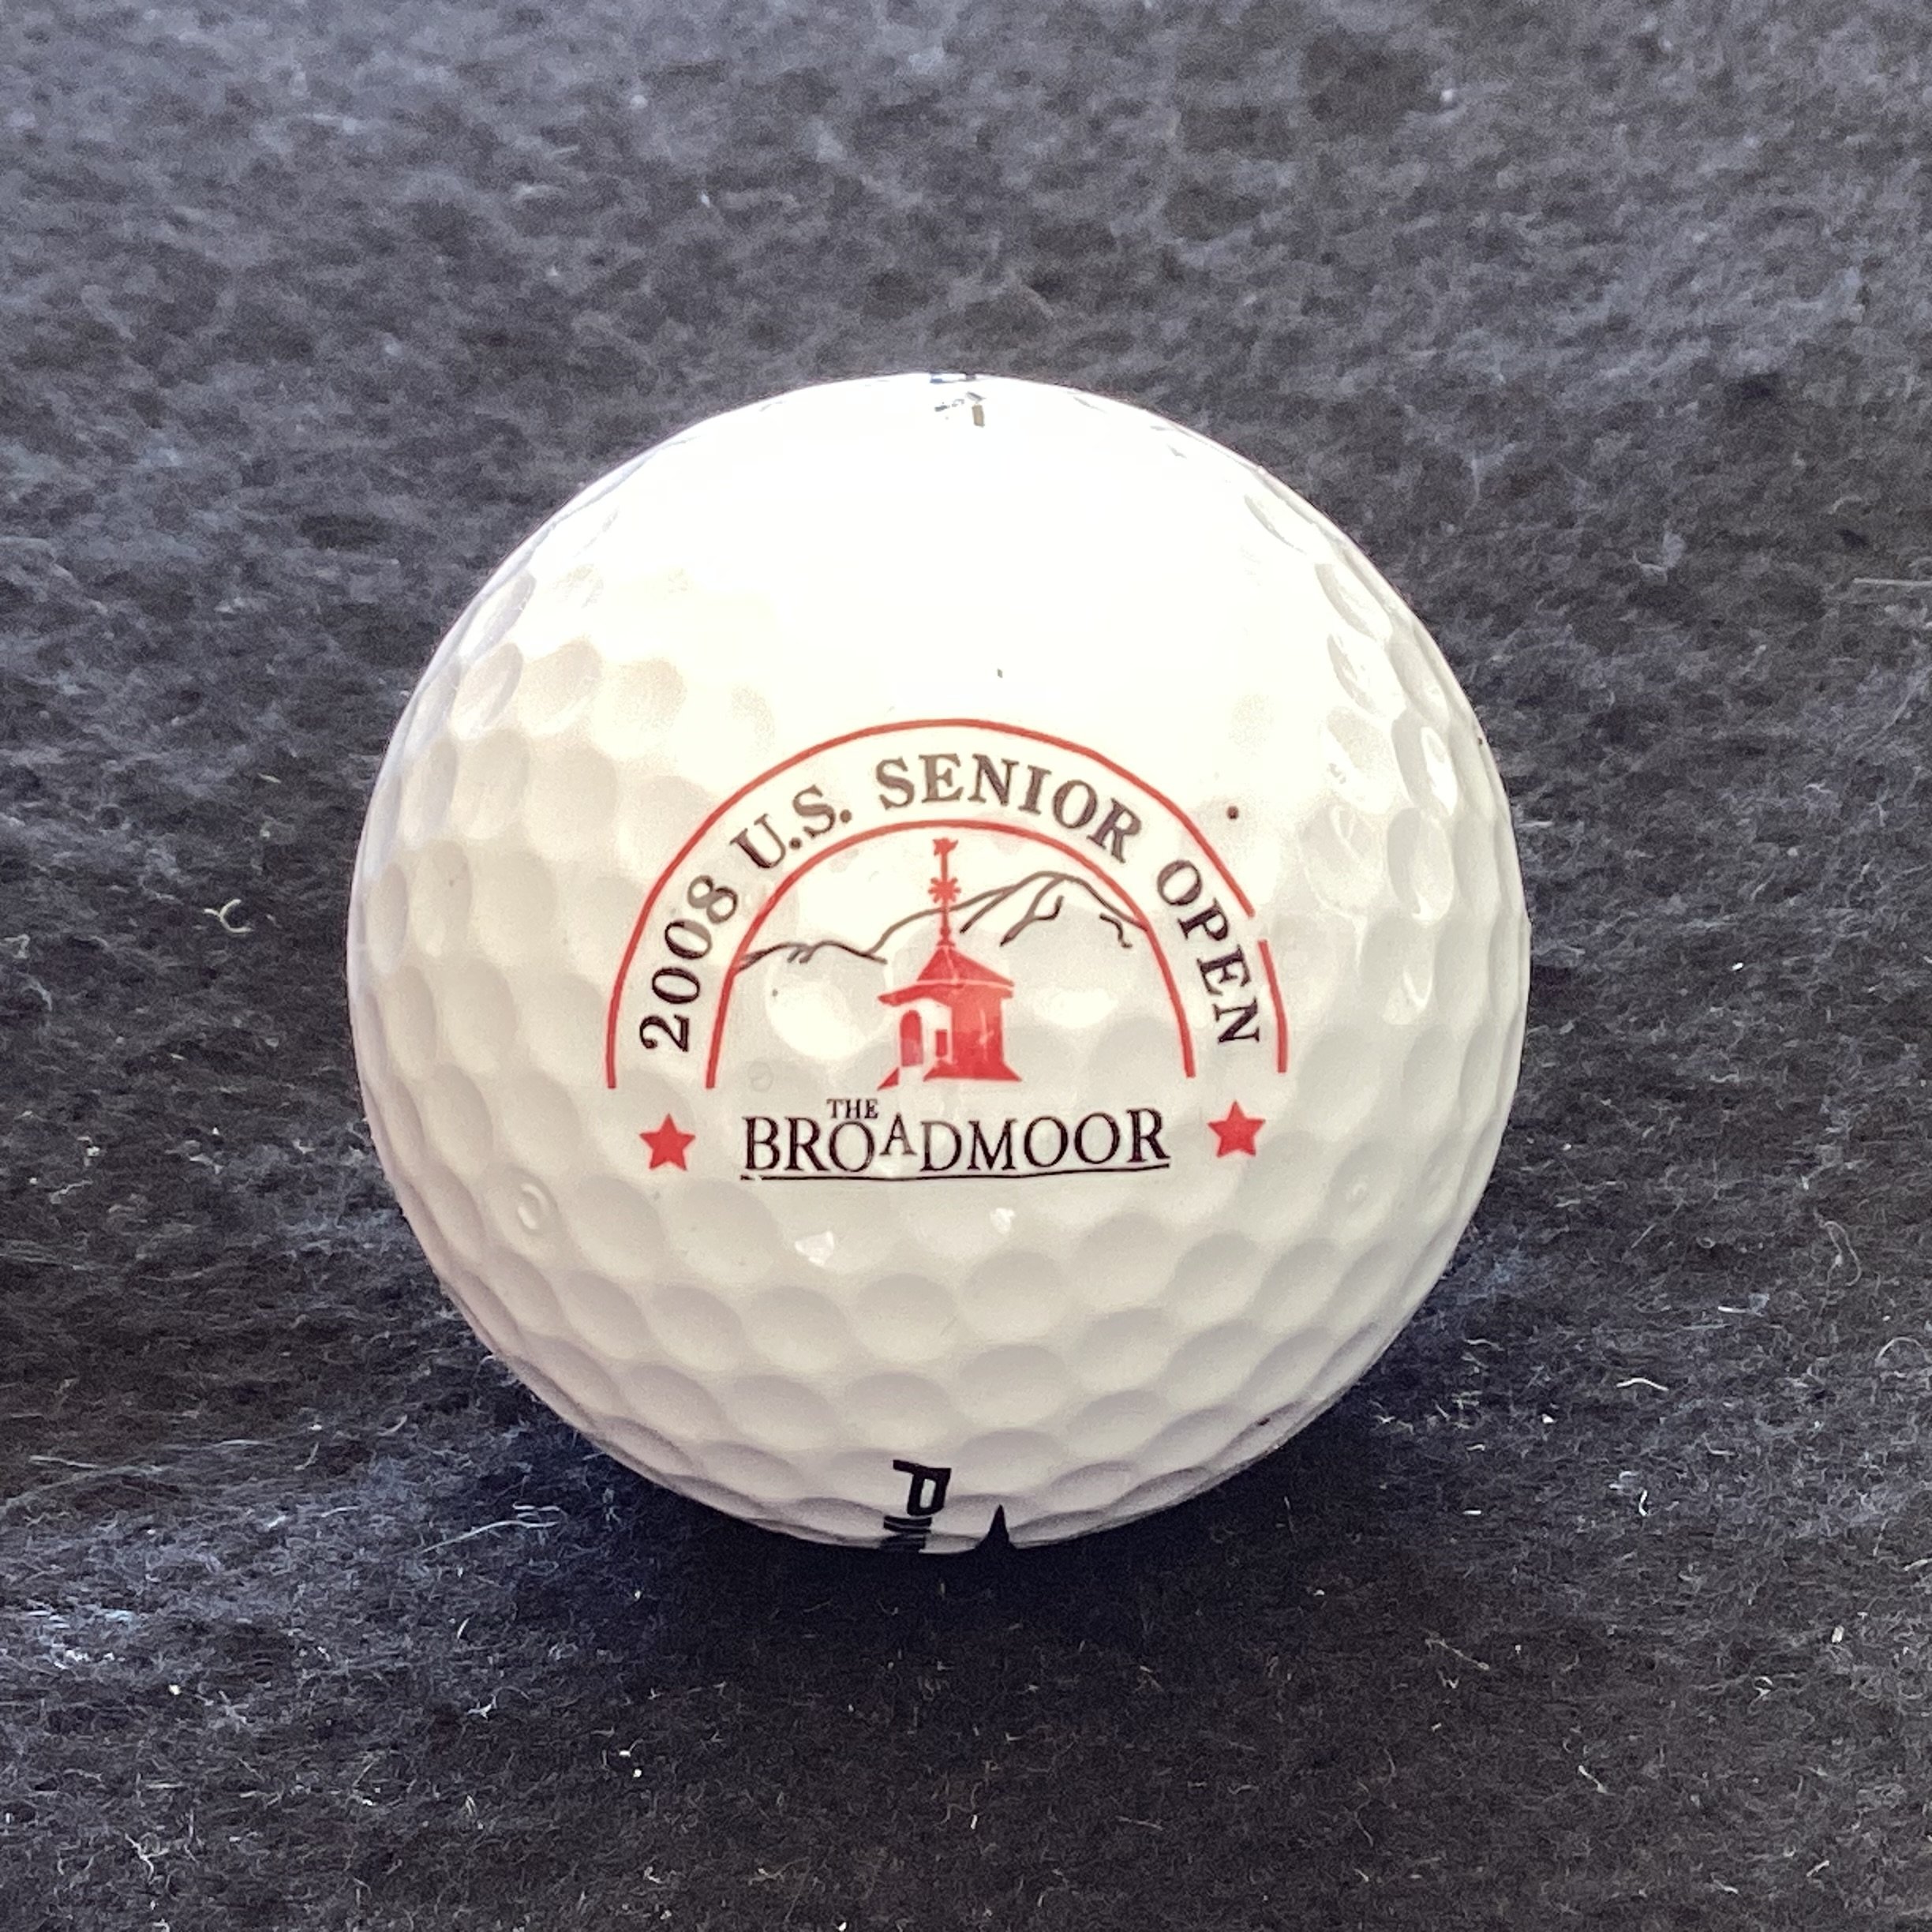 2008 U.S. SENIOR OPEN
THE
BROADMOOR